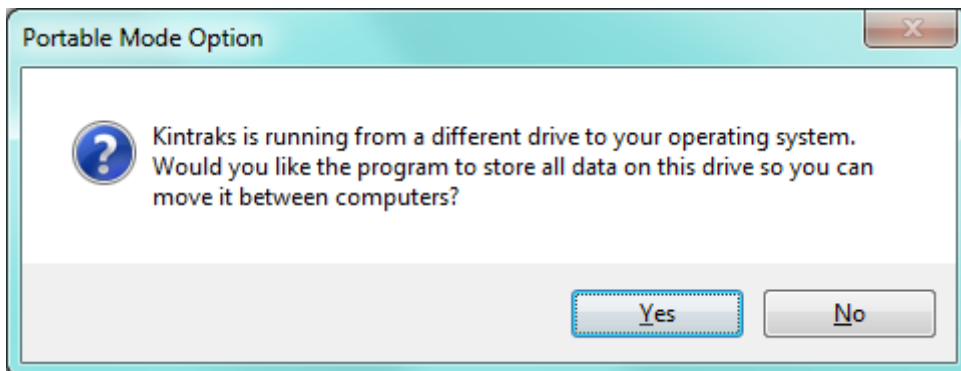 Portable Mode Option
Kintraks is running from a different drive to your operating system.
Would you like the program to store all data on this drive so you can
move it between computers?
Yes
No